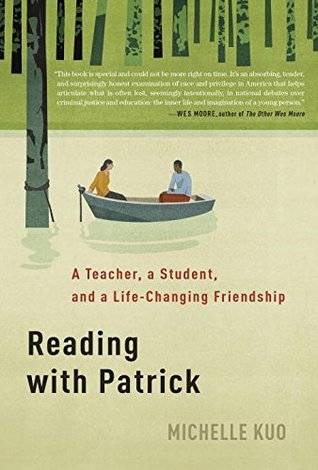 "This book is special and could not be more right on time. It's an absorbing, tender,
and surprisingly honest examination of race and privilege in America that helps
articulate what is often lost, seemingly intentionally, in national debates over
criminal justice and education: the inner life and imagination of a young person."
—WES MOORE, author of The Other Wes Moore
A Teacher, a Student,
and a Life-Changing Friendship
Reading
with Patrick
MICHELLE KUO